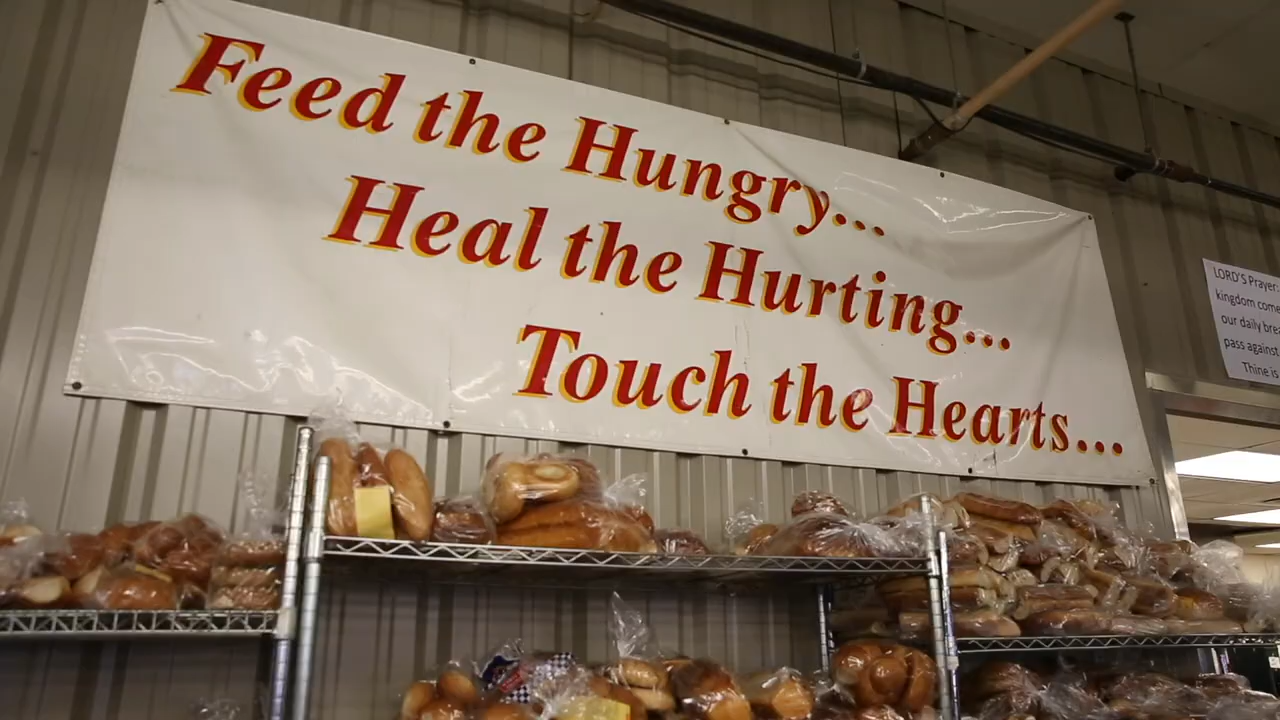 Feed the Hungry...
Heal the Hurting...
Touch the Hearts...
LORD'S Prayer:
kingdom come
our daily
pass against
Thine is